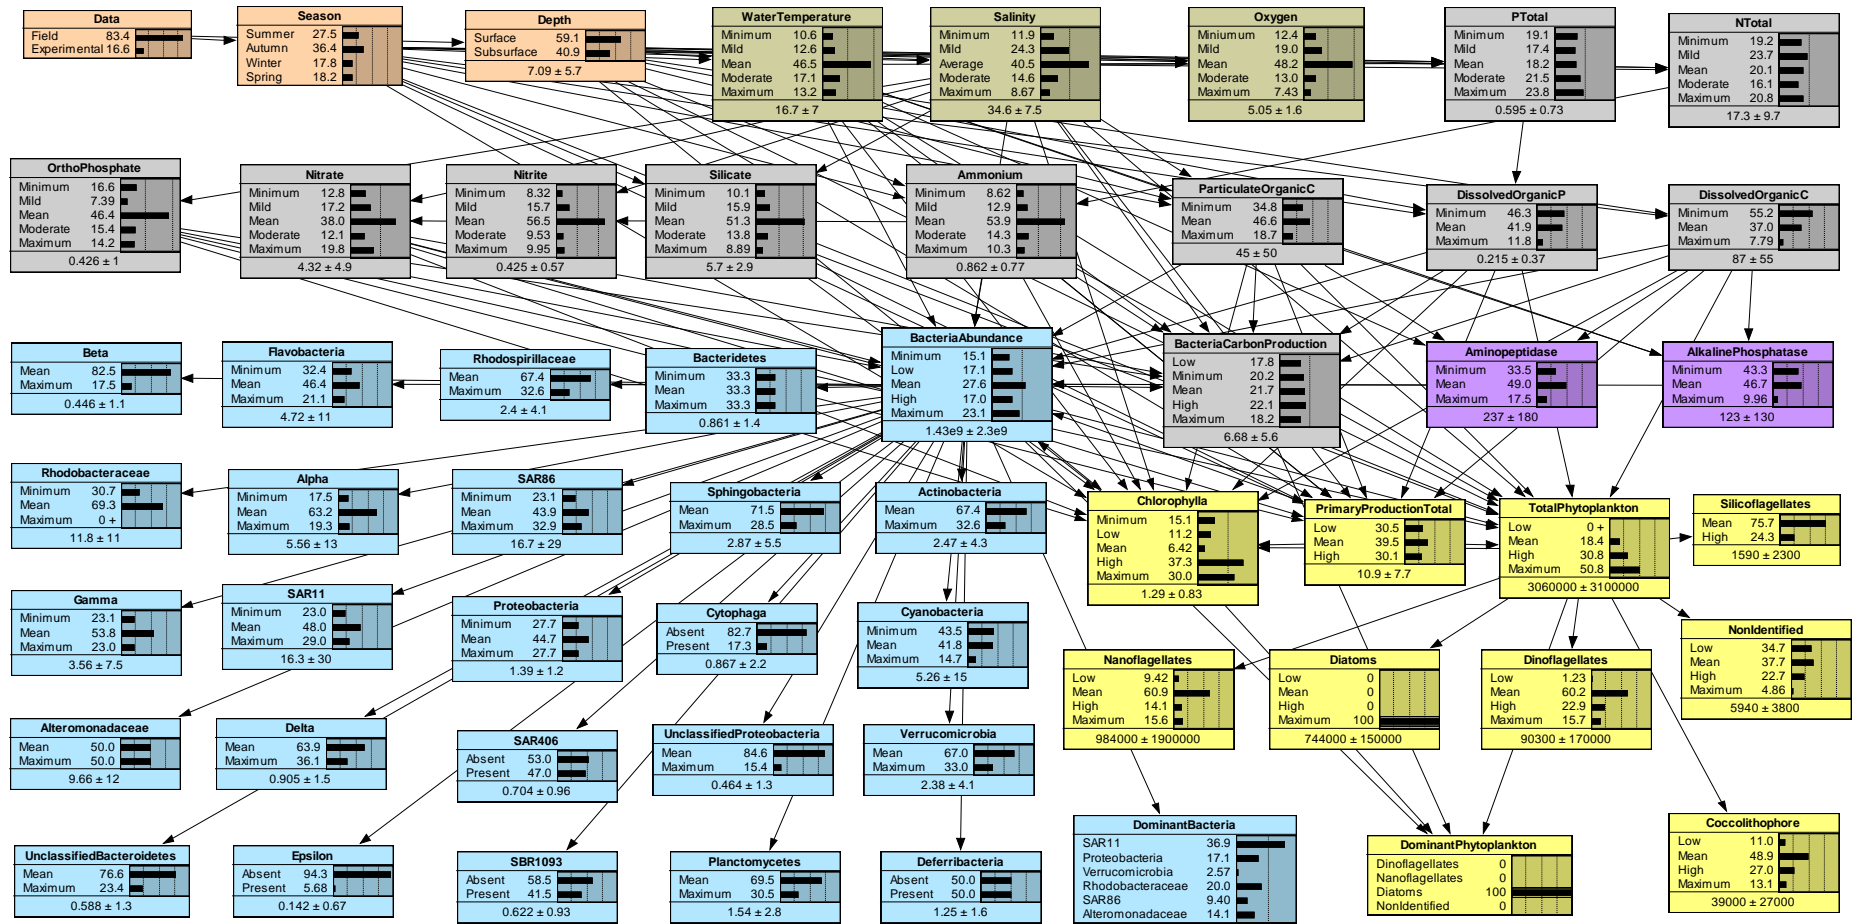 Data
Field 83.4
Experimental 16.6
Season
Summer 27.5
Autumn 36.4
Winter 17.8
Spring 18.2
Depth
Surface 59.1
Subsurface 40.9
7.09 ± 5.7
WaterTemperature
Minimum 10.6
Mild 12.6
Mean 46.5
Moderate 17.1
Maximum 13.2
16.7 ± 7
Salinity
Minimum 11.9
Mild 24.3
Average 40.5
Moderate 14.6
Maximum 8.67
34.6 ± 7.5
Oxygen
Minimum 12.4
Mild 19.0
Mean 48.2
Moderate 13.0
Maximum 7.43
5.05 ± 1.6
PTotal
Minimum 19.1
Mild 17.4
Mean 18.2
Moderate 21.5
Maximum 23.8
0.595 ± 0.73
NTotal
Minimum 19.2
Mild 23.7
Mean 20.1
Moderate 16.1
Maximum 20.8
17.3 ± 9.7
OrthoPhosphate
Minimum 16.6
Mild 7.39
Mean 46.4
Moderate 15.4
Maximum 14.2
0.426 ± 1
Nitrate
Minimum 12.8
Mild 17.2
Mean 38.0
Moderate 12.1
Maximum 19.8
4.32 ± 4.9
Nitrite
Minimum 8.32
Mild 15.7
Mean 56.5
Moderate 9.53
Maximum 9.95
0.425 ± 0.57
Silicate
Minimum 10.1
Mild 15.9
Mean 51.3
Moderate 13.8
Maximum 8.89
5.7 ± 2.9
Ammonium
Minimum 8.62
Mild 12.9
Mean 53.9
Moderate 14.3
Maximum 10.3
0.862 ± 0.77
ParticulateOrganicC
Minimum 34.8
Mean 46.6
Maximum 18.7
45 ± 50
DissolvedOrganicP
Minimum 46.3
Mean 41.9
Maximum 11.8
0.215 ± 0.37
DissolvedOrganicC
Minimum 55.2
Mean 37.0
Maximum 7.79
87 ± 55
Beta
Mean 82.5
Maximum 17.5
0.446 ± 1.1
Flavobacteria
Minimum 32.4
Mean 46.4
Maximum 21.1
4.72 ± 11
Rhodospirillaceae
Mean 67.4
Maximum 32.6
2.4 ± 4.1
Bacteridetes
Minimum 33.3
Mean 33.3
Maximum 33.3
0.861 ± 1.4
BacteriaAbundance
Minimum 15.1
Low 17.1
Mean 27.6
High 17.0
Maximum 23.1
1.43e9 ± 2.3e9
BacteriaCarbonProduction
Low 17.8
Minimum 20.2
Mean 21.7
High 22.1
Maximum 18.2
6.68 ± 5.6
Aminopeptidase
Minimum 33.5
Mean 49.0
Maximum 17.5
237 ± 180
AlkalinePhosphatase
Minimum 43.3
Mean 46.7
Maximum 9.96
123 ± 130
Rhodobacteraceae
Minimum 30.7
Mean 69.3
Maximum 0 +
11.8 ± 11
Alpha
Minimum 17.5
Mean 63.2
Maximum 19.3
5.56 ± 13
SAR86
Minimum 23.1
Mean 43.9
Maximum 32.9
16.7 ± 29
Sphingobacteria
Mean 71.5
Maximum 28.5
2.87 ± 5.5
Actinobacteria
Mean 67.4
Maximum 32.6
2.47 ± 4.3
Chlorophylla
Minimum 15.1
Low 11.2
Mean 6.42
High 37.3
Maximum 30.0
1.29 ± 0.83
PrimaryProductionTotal
Low 30.5
Mean 39.5
High 30.1
10.9 ± 7.7
TotalPhytoplankton
Low 0 +
Mean 18.4
High 30.8
Maximum 50.8
3060000 ± 3100000
Silicoflagellates
Mean 75.7
High 24.3
1590 ± 2300
Gamma
Minimum 23.1
Mean 53.8
Maximum 23.0
3.56 ± 7.5
SAR11
Minimum 23.0
Mean 48.0
Maximum 29.0
16.3 ± 30
Proteobacteria
Minimum 27.7
Mean 44.7
Maximum 27.7
1.39 ± 1.2
Cytophaga
Absent 82.7
Present 17.3
0.867 ± 2.2
Cyanobacteria
Minimum 43.5
Mean 41.8
Maximum 14.7
5.26 ± 15
Nanoflagellates
Low 9.42
Mean 60.9
High 14.1
Maximum 15.6
984000 ± 1900000
Diatoms
Low 0
Mean 0
High 0
Maximum 100
744000 ± 150000
Dinoflagellates
Low 1.23
Mean 60.2
High 22.9
Maximum 15.7
90300 ± 170000
NonIdentified
Low 34.7
Mean 37.7
High 22.7
Maximum 4.86
5940 ± 3800
Alteromonadaceae
Mean 50.0
Maximum 50.0
9.66 ± 12
Delta
Mean 63.9
Maximum 36.1
0.905 ± 1.5
SAR406
Absent 53.0
Present 47.0
0.704 ± 0.96
UnclassifiedProteobacteria
Mean 84.6
Maximum 15.4
0.464 ± 1.3
Verrucomicrobia
Mean 67.0
Maximum 33.0
2.38 ± 4.1
UnclassifiedBacteroidetes
Mean 76.6
Maximum 23.4
0.588 ± 1.3
Epsilon
Absent 94.3
Present 5.68
0.142 ± 0.67
SBR1093
Absent 58.5
Present 41.5
0.622 ± 0.93
Planctomycetes
Mean 69.5
Maximum 30.5
1.54 ± 2.8
Deferribacteria
Absent 50.0
Present 50.0
1.25 ± 1.6
DominantBacteria
SAR11 36.9
Proteobacteria 17.1
Verrucomicrobia 2.57
Rhodobacteraceae 20.0
SAR86 9.40
Alteromonadaceae 14.1
DominantPhytoplankton
Dinoflagellates 0
Nanoflagellates 0
Diatoms 100
NonIdentified 0
Coccolithophore
Low 11.0
Mean 48.9
High 27.0
Maximum 13.1
39000 ± 27000